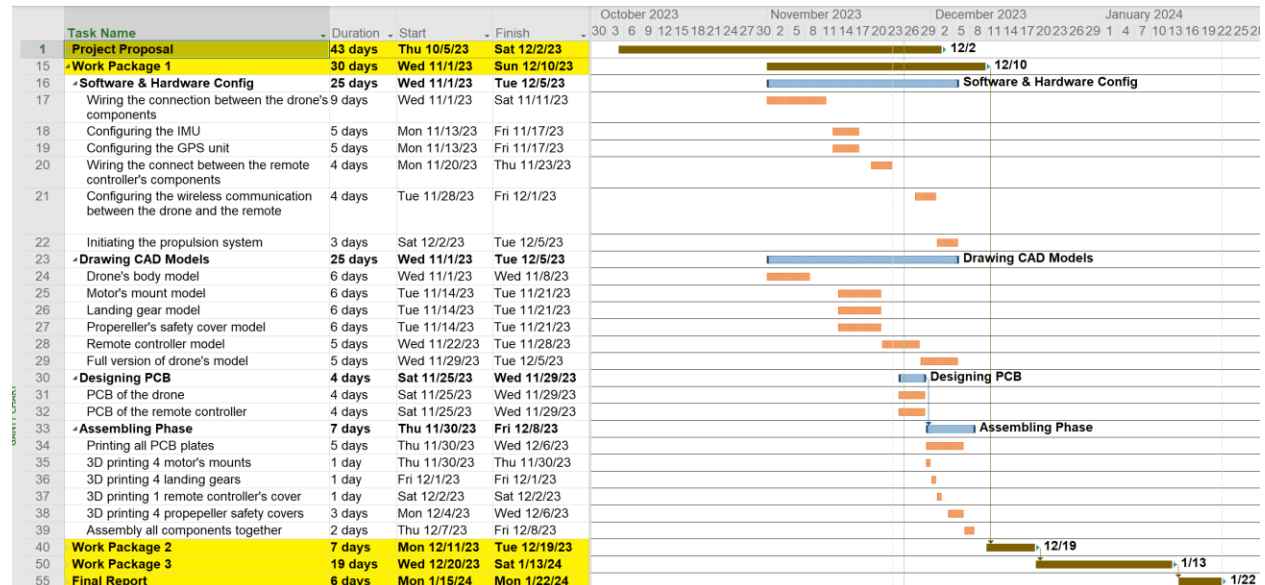 October 2023 November 2023 December 2023 January 2024
Task Name Duration Start Finish 30 3 6 9 12 15 18 21 24 27 30 2 5 8 11 14 17 20 23 26 29 2 5 8 11 14 17 20 23 26 29 1 4 7 10 13 16 19 22 25 28
1 Project Proposal 43 days Thu 10/5/23 Sat 12/2/23 12/2
15 Work Package 1 30 days Wed 11/1/23 Sun 12/10/23 12/10
16 Software & Hardware Config 25 days Wed 11/1/23 Tue 12/5/23 Software & Hardware Config
17 Wiring the connection between the drone's 9 days Wed 11/1/23 Sat 11/11/23
components
18 Configuring the IMU 5 days Mon 11/13/23 Fri 11/17/23
19 Configuring the GPS unit 5 days Mon 11/13/23 Fri 11/17/23
20 Wiring the connect between the remote 4 days Mon 11/20/23 Thu 11/23/23
controller's components
21 Configuring the wireless communication 4 days Tue 11/28/23 Fri 12/1/23
between the drone and the remote
22 Initiating the propulsion system 3 days Sat 12/2/23 Tue 12/5/23
23 Drawing CAD Models 25 days Wed 11/1/23 Tue 12/5/23 Drawing CAD Models
24 Drone's body model 6 days Wed 11/1/23 Wed 11/8/23
25 Motor's mount model 6 days Tue 11/14/23 Tue 11/21/23
26 Landing gear model 6 days Tue 11/14/23 Tue 11/21/23
27 Propereller's safety cover model 6 days Tue 11/14/23 Tue 11/21/23
28 Remote controller model 5 days Wed 11/22/23 Tue 11/28/23
29 Full version of drone's model 5 days Wed 11/29/23 Tue 12/5/23
30 Designing PCB 4 days Sat 11/25/23 Wed 11/29/23 Designing PCB
31 PCB of the drone 4 days Sat 11/25/23 Wed 11/29/23
32 PCB of the remote controller 4 days Sat 11/25/23 Wed 11/29/23
33 Assembling Phase 7 days Thu 11/30/23 Fri 12/8/23 Assembling Phase
34 Printing all PCB plates 5 days Thu 11/30/23 Wed 12/6/23
35 3D printing 4 motor's mounts 1 day Thu 11/30/23 Thu 11/30/23
36 3D printing 4 landing gears 1 day Fri 12/1/23 Fri 12/1/23
37 3D printing 1 remote controller's cover 1 day Sat 12/2/23 Sat 12/2/23
38 3D printing 4 propepeller safety covers 3 days Mon 12/4/23 Wed 12/6/23
39 Assembly all components together 2 days Thu 12/7/23 Fri 12/8/23
40 Work Package 2 7 days Mon 12/11/23 Tue 12/19/23 12/19
50 Work Package 3 19 days Wed 12/20/23 Sat 1/13/24 1/13
55 Final Report 6 days Mon 1/15/24 Mon 1/22/24 1/22